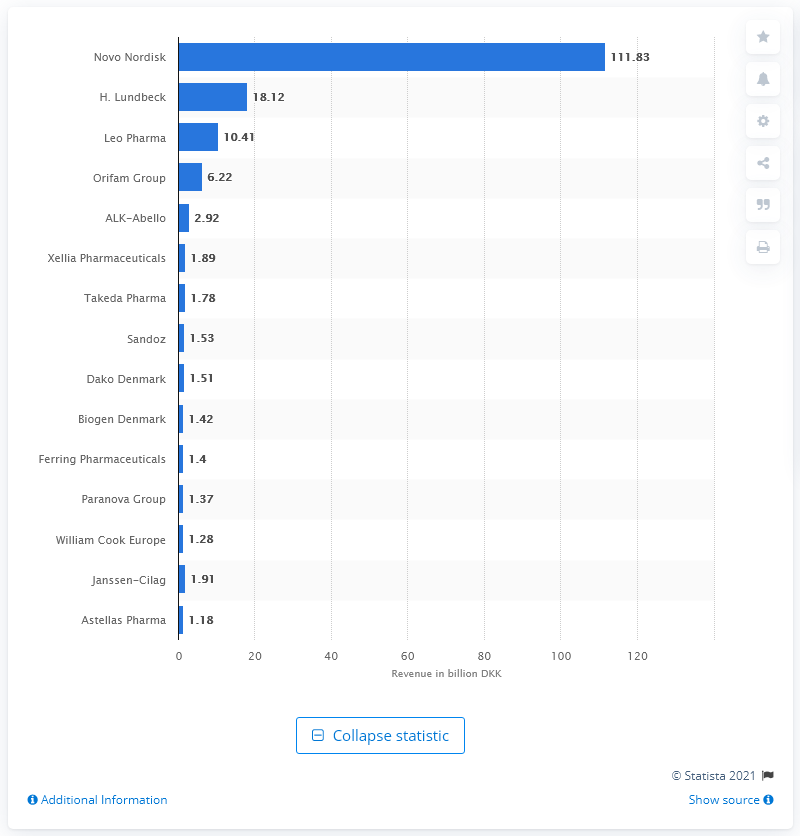 Novo Nordisk 111.83
H. Lundbeck 18.12
Leo Pharma 10.41
Orifam Group 6.22
ALK-Abello 2.92
Xellia Pharmaceuticals 1.89
Takeda Pharma 1.78
Sandoz 1.53
Dako Denmark 1.51
Biogen Denmark 1.42
Ferring Pharmaceuticals 1.4
Paranova Group 1.37
William Cook Europe 1.28
Janssen-Cilag 1.91
Astellas Pharma 1.18
0 20 40 60 80 100 120
Revenue in billion DKK
Collapse statistic
© Statista 2021
Additional Information
Show source